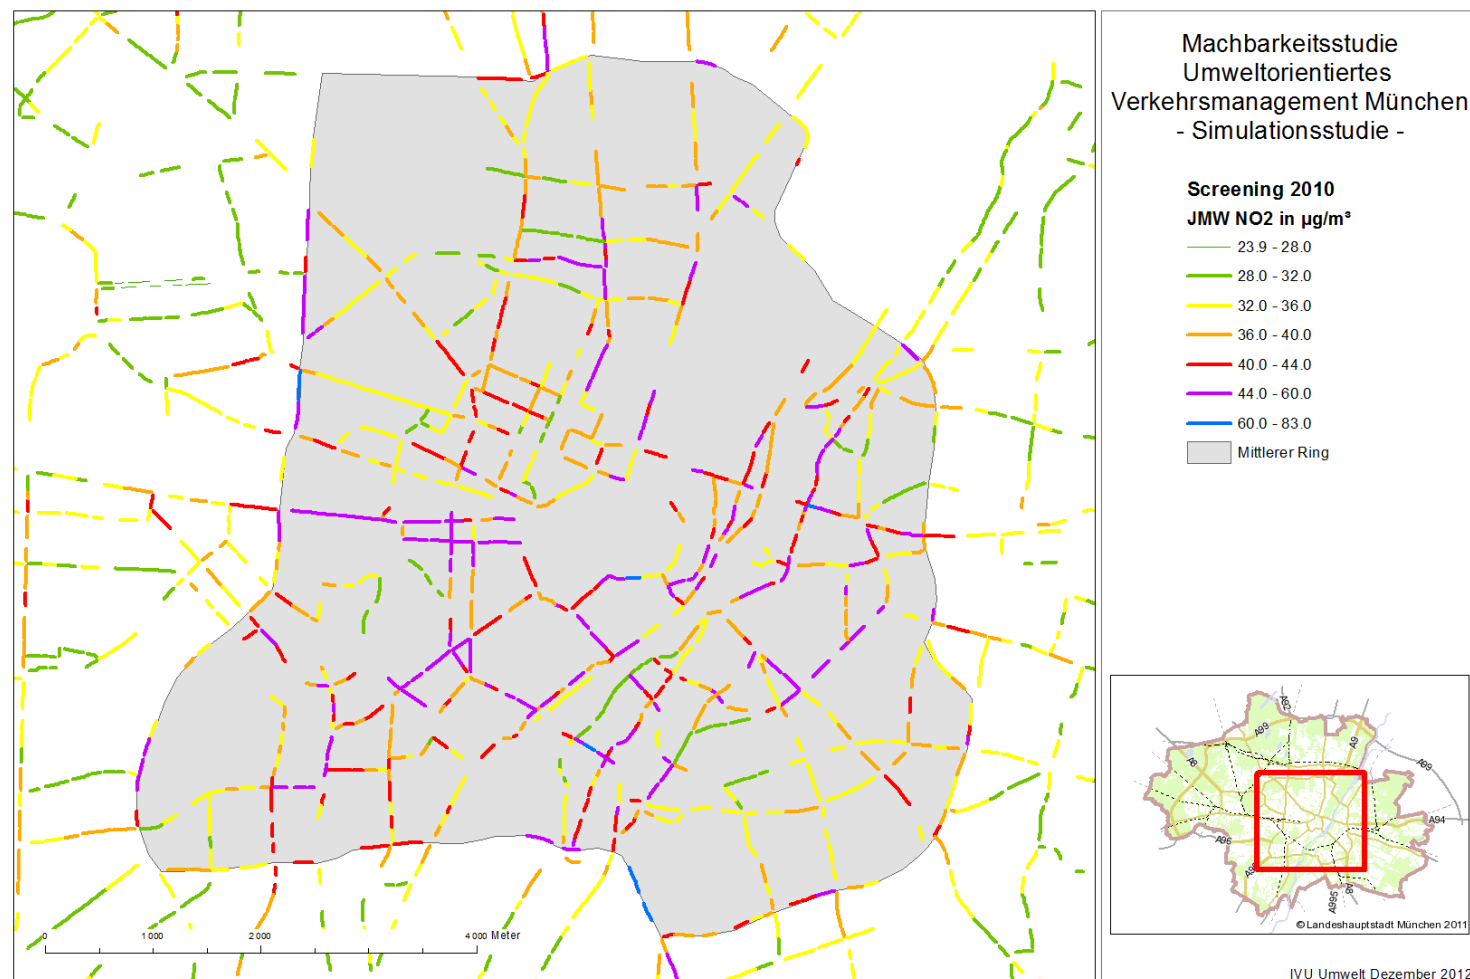 Machbarkeitsstudie
Umweltorientiertes
Verkehrsmanagement München
- Simulationsstudie -
Screening 2010
JMW NO2 in µg/m³
23.9 - 28.0
28.0 - 32.0
32.0 - 36.0
36.0 - 40.0
40.0 - 44.0
44.0 - 60.0
60.0 - 83.0
Mittlerer Ring
0 1 000 2 000 4 000 Meter
A92
A99
A9
A8
A99
A94
A96
A8
A995
© Landeshauptstadt München 2011
IVU Umwelt Dezember 2012